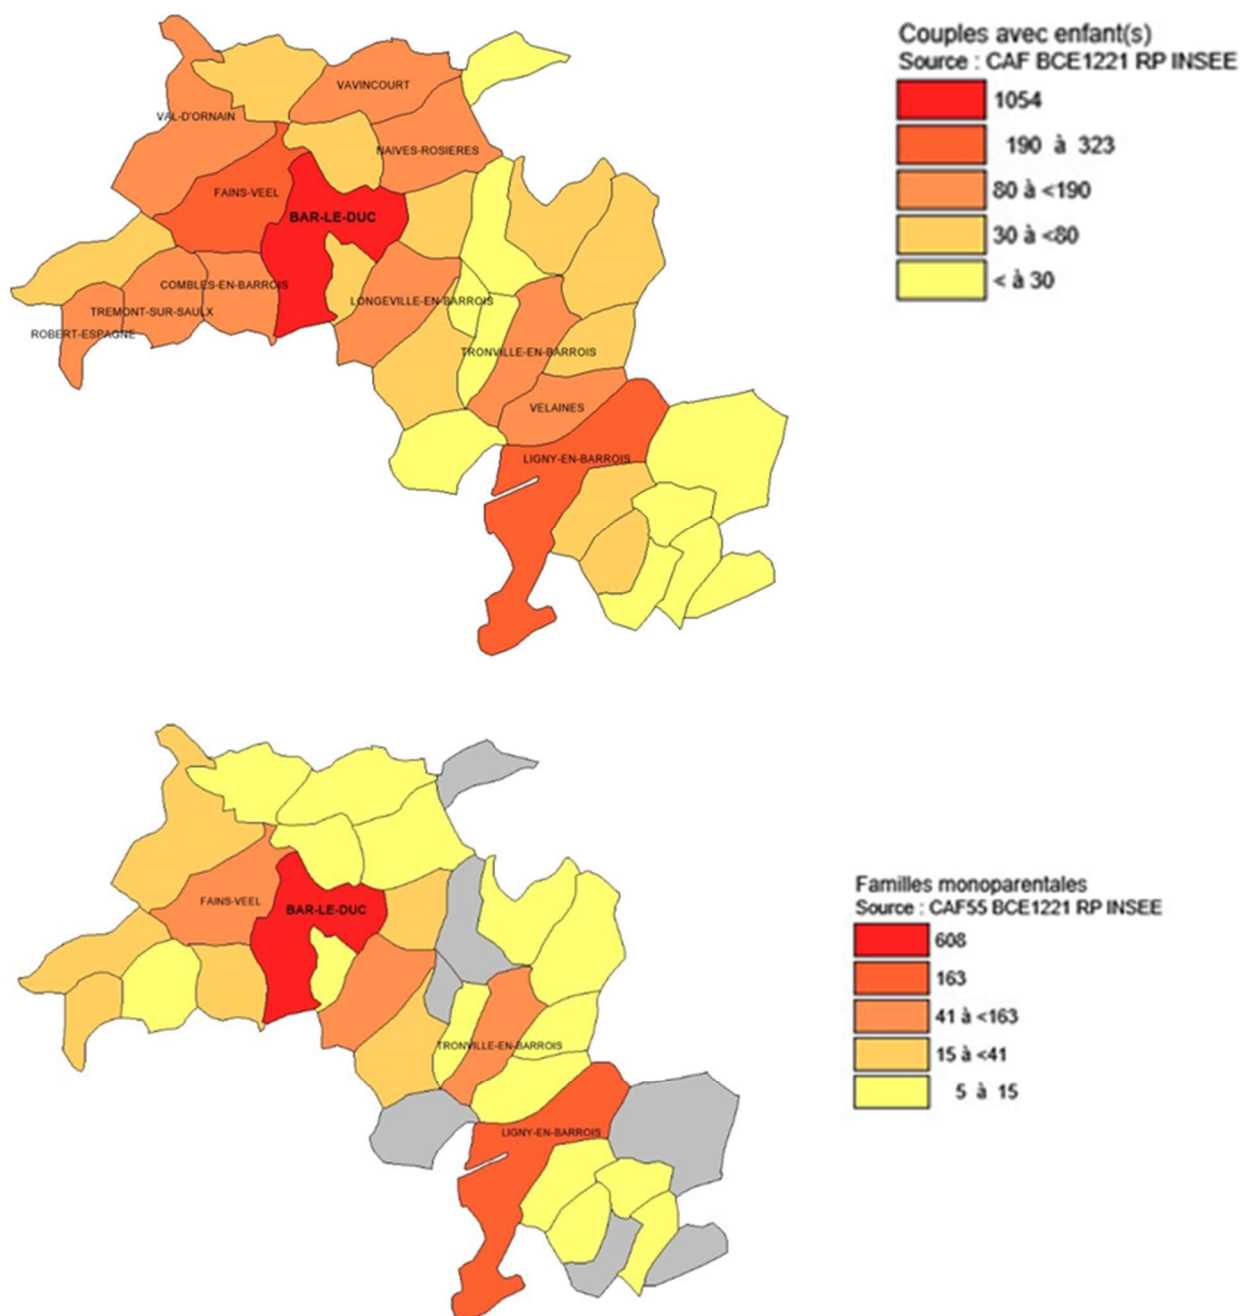 Couples avec enfant(s)
Source : CAF BCE1221 RP INSEE
1054
190 à 323
80 à <190
30 à <80
< à 30
VAVINCOURT
VAL-D'ORNAIN
NAIVES-ROSIERES
FAINS-VEEL
BAR-LE-DUC
COMBLES-EN-BARROIS
LONGEVILLE-EN-BARROIS
TREMONT-SUR-SAULX
ROBERT-ESPAGNE
TRONVILLE-EN-BARROIS
VELAINES
LIGNY-EN-BARROIS
Familles monoparentales
Source : CAF55 BCE1221 RP INSEE
608
163
41 à <163
15 à <41
5 à 15
FAINS-VEEL
BAR-LE-DUC
TRONVILLE-EN-BARROIS
LIGNY-EN-BARROIS